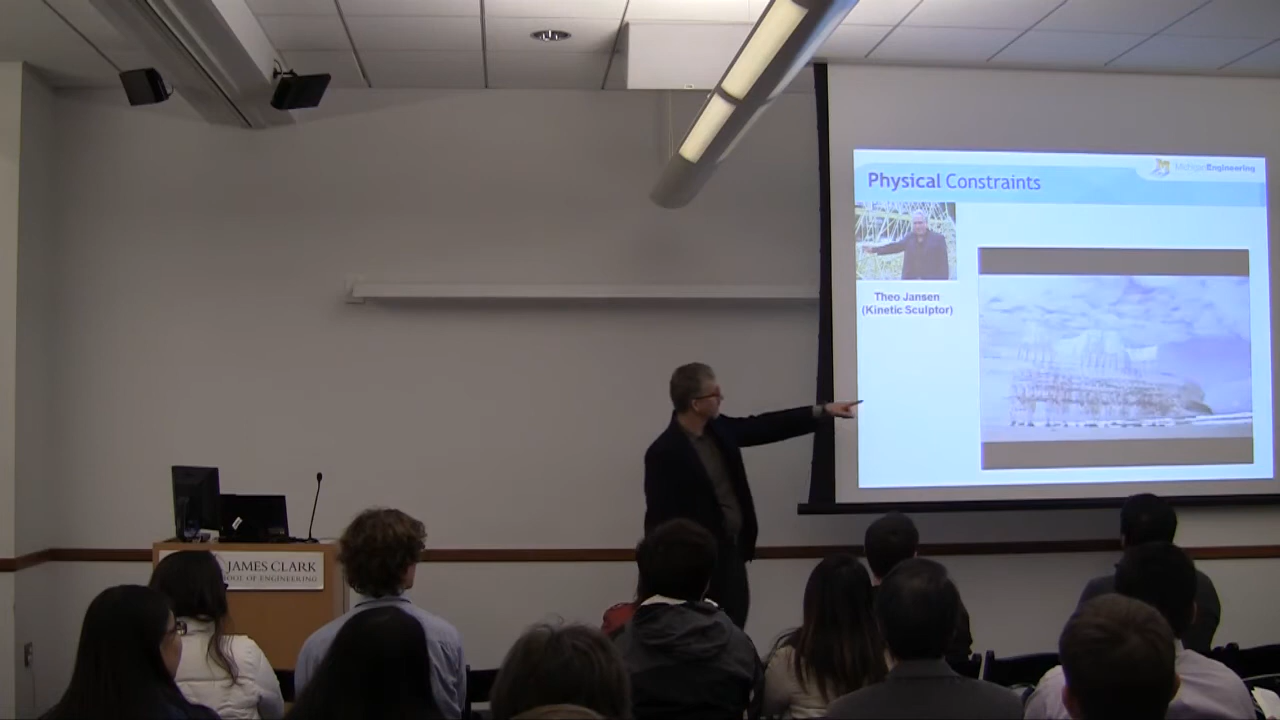 Michigan Engineering
Physical Constraints
Theo Jansen
(Kinetic Sculptor)
JAMES CLARK
SCHOOL OF ENGINEERING